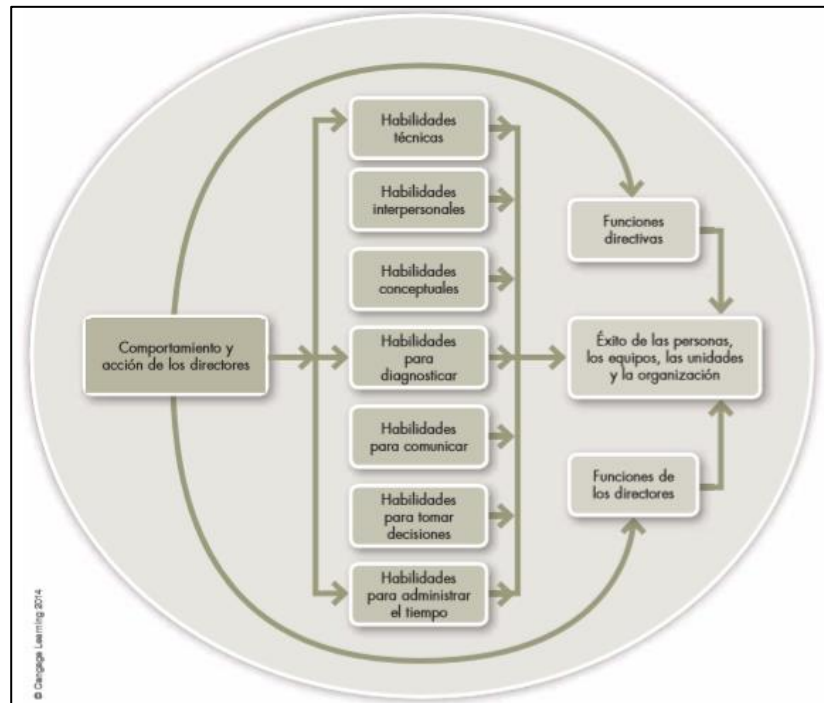 Habilidades
técnicas
Habilidades
interpersonales
Habilidades
conceptuales
Comportamiento y
acción de los directores
Habilidades
para
diagnosticar
Habilidades
para comunicar
Habilidades
para tomar
decisiones
Habilidades
para administrar
el tiempo
Funciones
directivas
Éxito de las personas,
los equipos, las unidades
y la organización
Funciones de
los directores
© Cengage Learning 2014